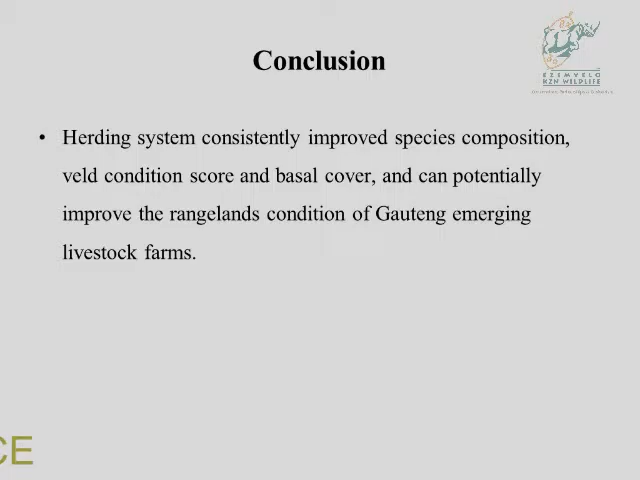 Conclusion
EZEMVELO
KZN WILDLIFE
• Herding system consistently improved species composition,
veld condition score and basal cover, and can potentially
improve the rangelands condition of Gauteng emerging
livestock farms.
CE